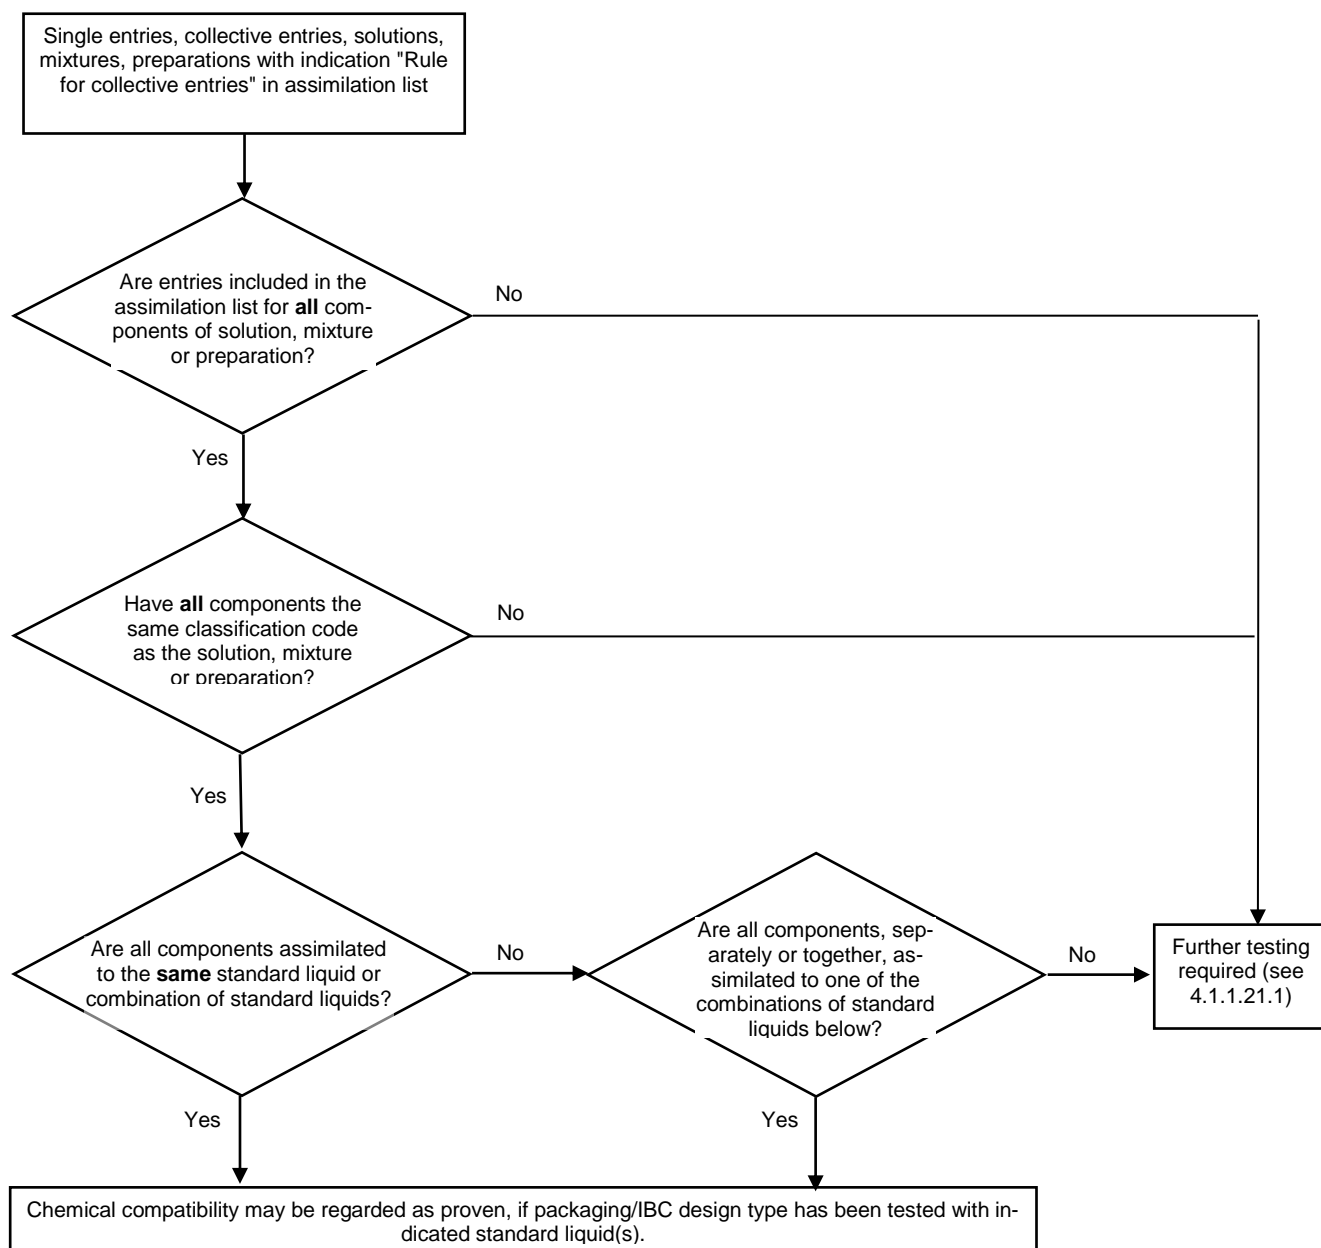 Single entries, collective entries, solutions,
mixtures, preparations with indication "Rule
for collective entries" in assimilation list
Are entries included in the
assimilation list for all com-
ponents of solution, mixture
or preparation?
No
Yes
Have all components the
same classification code
as the solution, mixture
or preparation?
No
Yes
Are all components assimilated
to the same standard liquid or
combination of standard liquids?
No
Are all components, sep-
arately or together, as-
similated to one of the
combinations of standard
liquids below?
No
Further testing
required (see
4.1.1.21.1)
Yes
Yes
Chemical compatibility may be regarded as proven, if packaging/IBC design type has been tested with in-
dicated standard liquid(s).